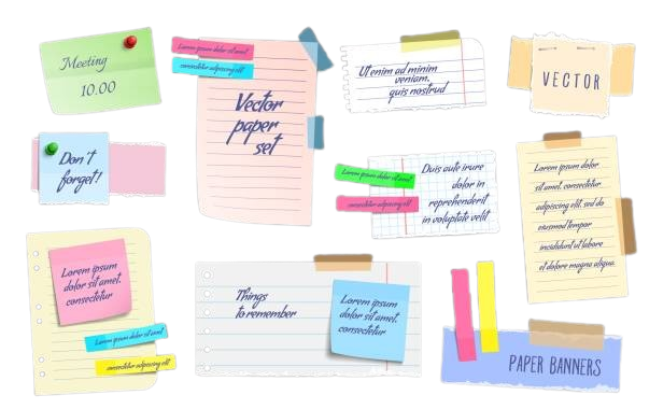 Meeting
10.00
Lorem ipsum dolor sit amet,
consectetur adipiscing elit
Vector
paper
set
Ut enim ad minim
veniam,
quis nostrud
VECTOR
Don't
forget!
Lorem ipsum dolor sit amet,
consectetur adipiscing elit
Duis aute irure
dolor in
reprehenderit
in voluptate velit
Lorem ipsum dolor
sit amet, consectetur
adipiscing elit, sed do
eiusmod tempor
incididunt ut labore
et dolore magna aliqua.
Lorem ipsum
dolor sit amet,
consectetur
Lorem ipsum dolor sit amet,
consectetur adipiscing elit
Things
to remember
Lorem ipsum
dolor sit amet,
consectetur
PAPER BANNERS